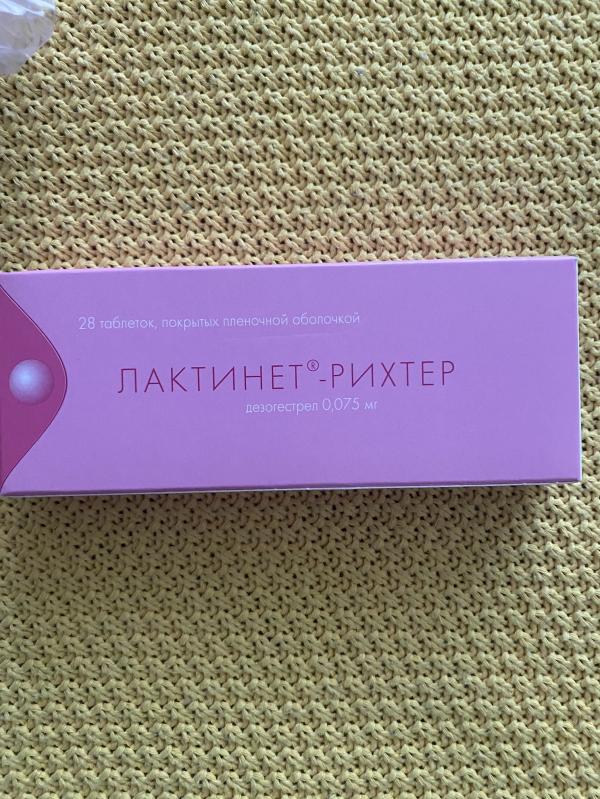 28 таблеток, покрытых пленочной оболочкой
ЛАКТИНЕТ®-РИХТЕР
дезогестрел 0,075 мг